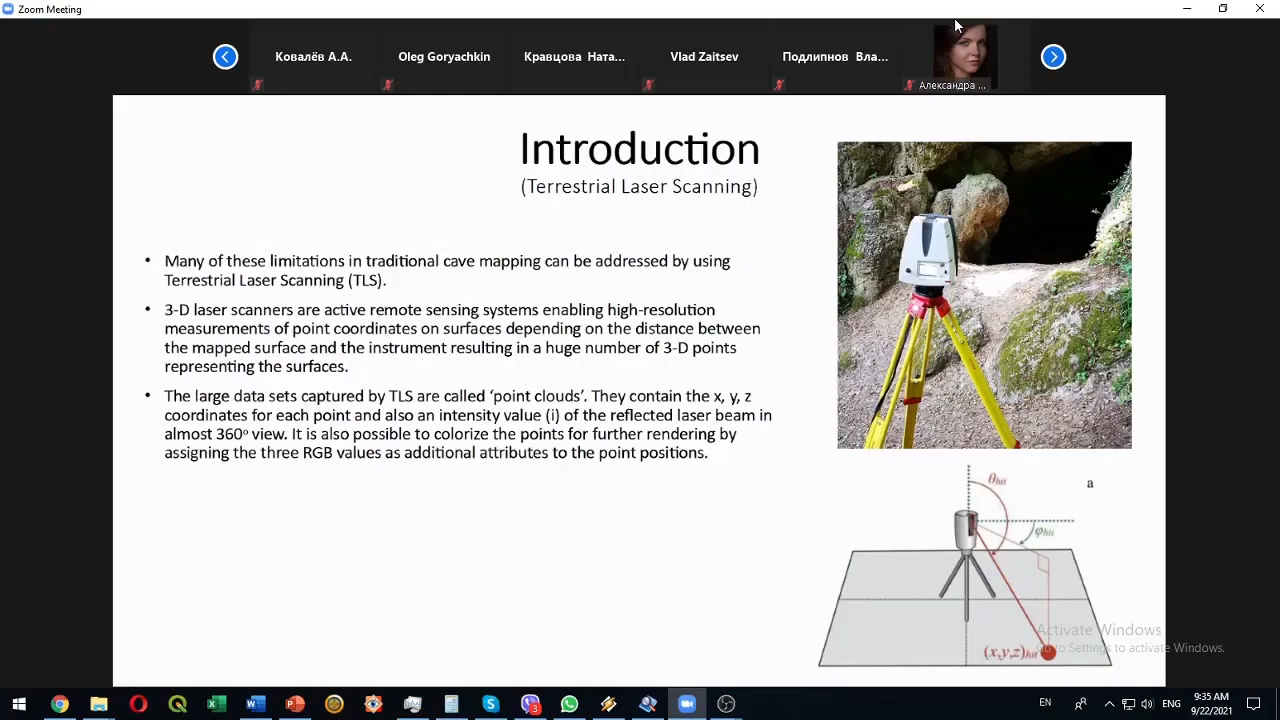 Zoom Meeting
Ковалёв А.А.
Oleg Goryachkin
Кравцова Ната...
Vlad Zaitsev
Подлипнов Вла...
Александра ...
Introduction
(Terrestrial Laser Scanning)
• Many of these limitations in traditional cave mapping can be addressed by using
Terrestrial Laser Scanning (TLS).
• 3-D laser scanners are active remote sensing systems enabling high-resolution
measurements of point coordinates on surfaces depending on the distance between
the mapped surface and the instrument resulting in a huge number of 3-D points
representing the surfaces.
• The large data sets captured by TLS are called ‘point clouds’. They contain the x, y, z
coordinates for each point and also an intensity value (i) of the reflected laser beam in
almost 360º view. It is also possible to colorize the points for further rendering by
assigning the three RGB values as additional attributes to the point positions.
θhit
a
φhit
(x,y,z)hit
Activate Windows
Go to Settings to activate Windows.
3
EN
ENG
9:35 AM
9/22/2021